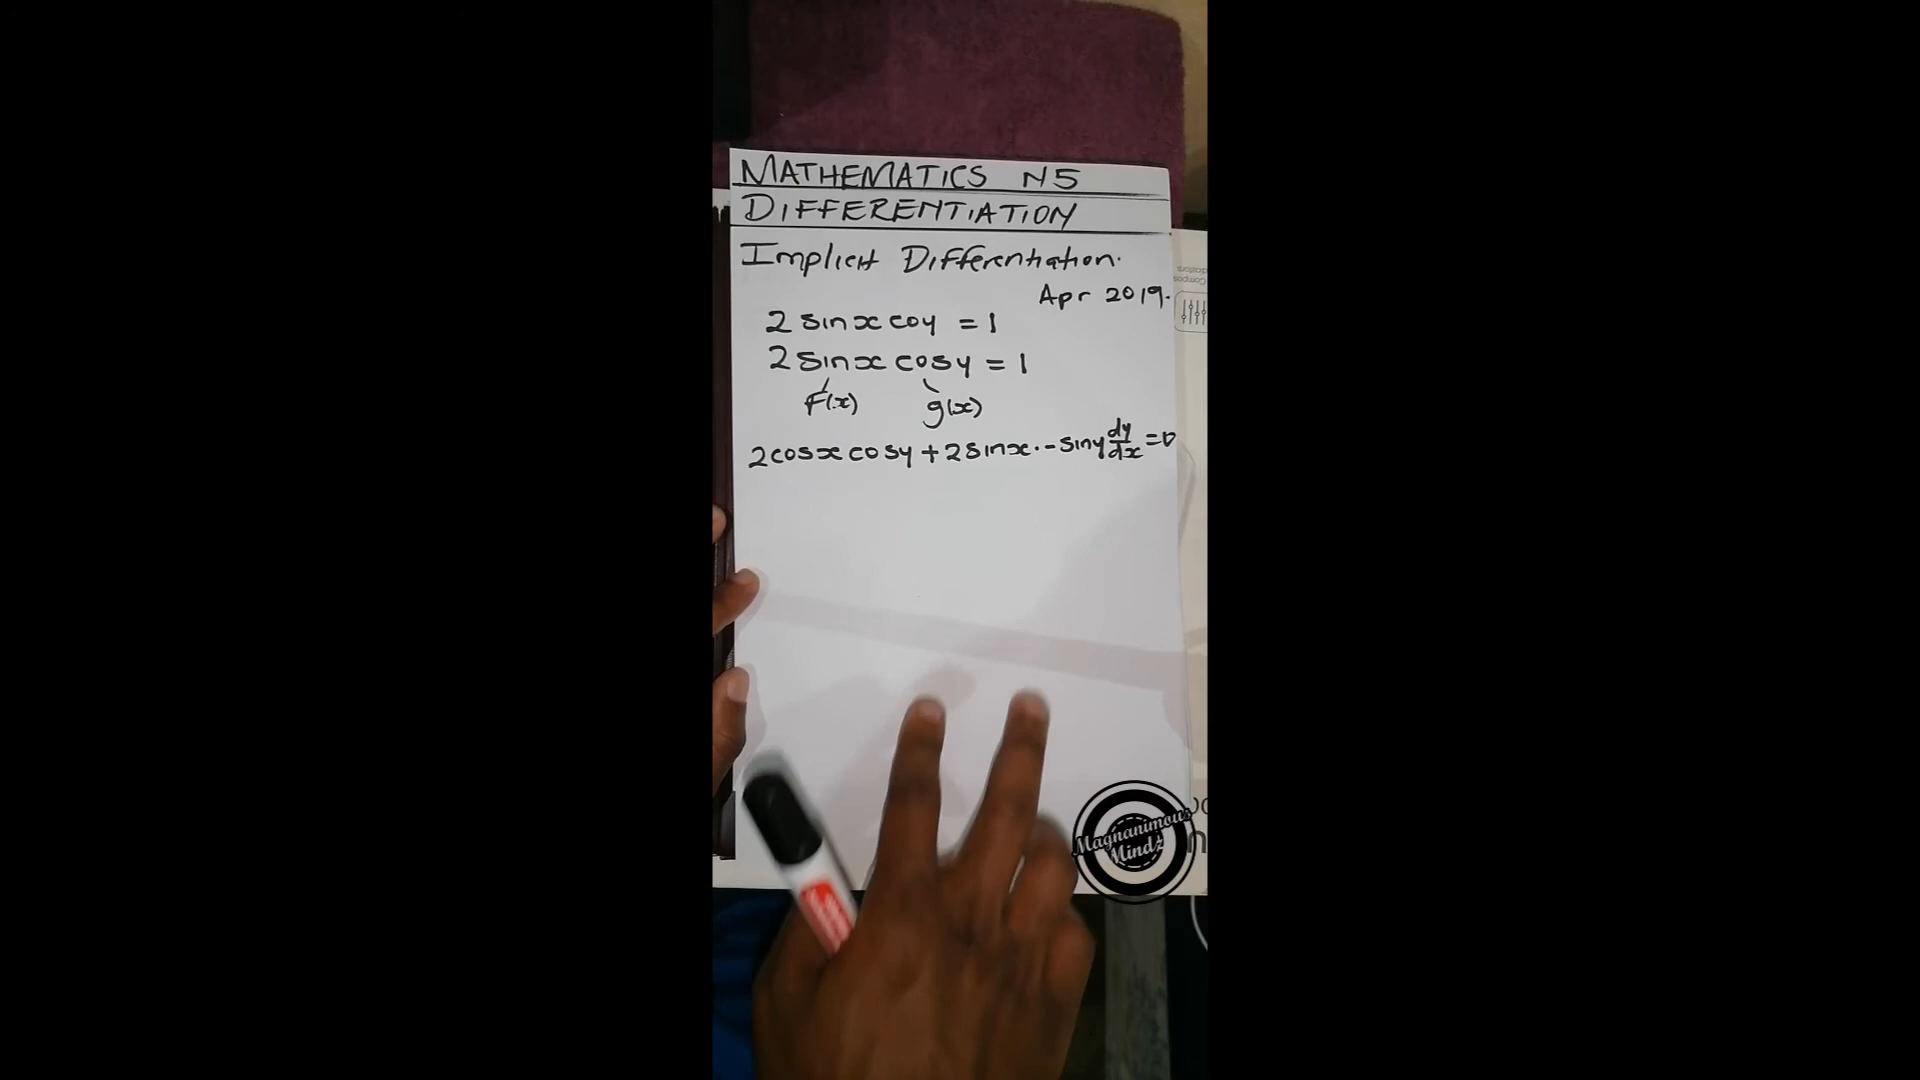 MATHEMATICS N5
DIFFERENTIATION
Implicit Differentiation.
Apr 2019.
2 sinx coy = 1
2 sinx cosy = 1
F(x) g(x)
2cosx cosy + 2sinx · - siny dy/dx = 0
Magnanimous
Mindz